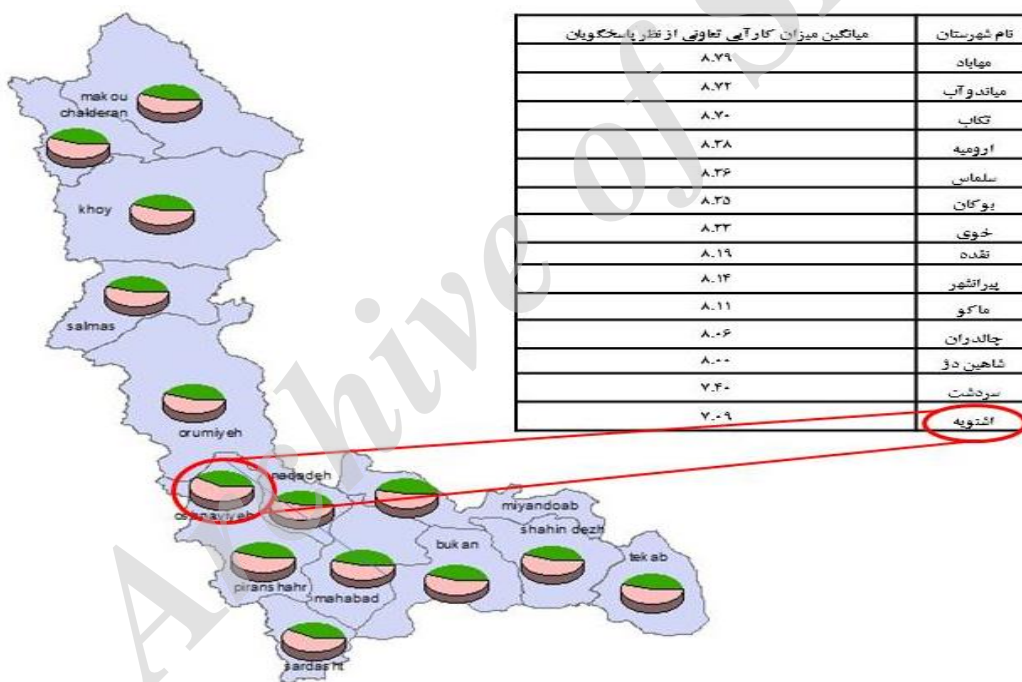 نام شهرستان میانگین میزان کارآیی تعاونی از نظر پاسخگویان
مهاباد ۸.۷۹
میاندوآب ۸.۷۲
تکاب ۸.۷۰
ارومیه ۸.۳۸
سلماس ۸.۳۶
بوکان ۸.۳۵
خوی ۸.۳۳
نقده ۸.۱۹
پیرانشهر ۸.۱۴
ماکو ۸.۱۱
چالدران ۸.۰۶
شاهین دژ ۸.۰۰
سردشت ۷.۴۰
اشنویه ۷.۰۹
makou
chalderan
khoy
salmas
orumiyeh
naqadeh
oshnaviyeh
miyandoab
shahin dezh
bukan
tekab
piranshahr
mahabad
sardasht
Archive of S